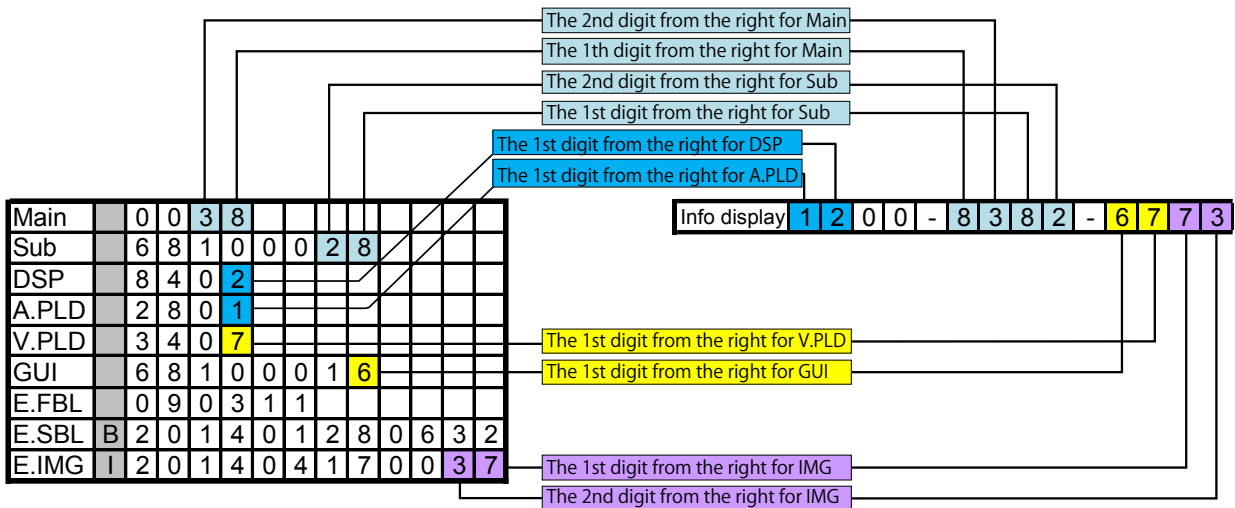 The 2nd digit from the right for Main
The 1th digit from the right for Main
The 2nd digit from the right for Sub
The 1st digit from the right for Sub
The 1st digit from the right for DSP
The 1st digit from the right for A.PLD
Main 0 0 3 8
Info display 1 2 0 0 - 8 3 8 2 - 6 7 7 3
Sub 6 8 1 0 0 0 2 8
DSP 8 4 0 2
A.PLD 2 8 0 1
V.PLD 3 4 0 7
The 1st digit from the right for V.PLD
GUI 6 8 1 0 0 0 1 6
The 1st digit from the right for GUI
E.FBL 0 9 0 3 1 1
E.SBL B 2 0 1 4 0 1 2 8 0 6 3 2
E.IMG I 2 0 1 4 0 4 1 7 0 0 3 7
The 1st digit from the right for IMG
The 2nd digit from the right for IMG